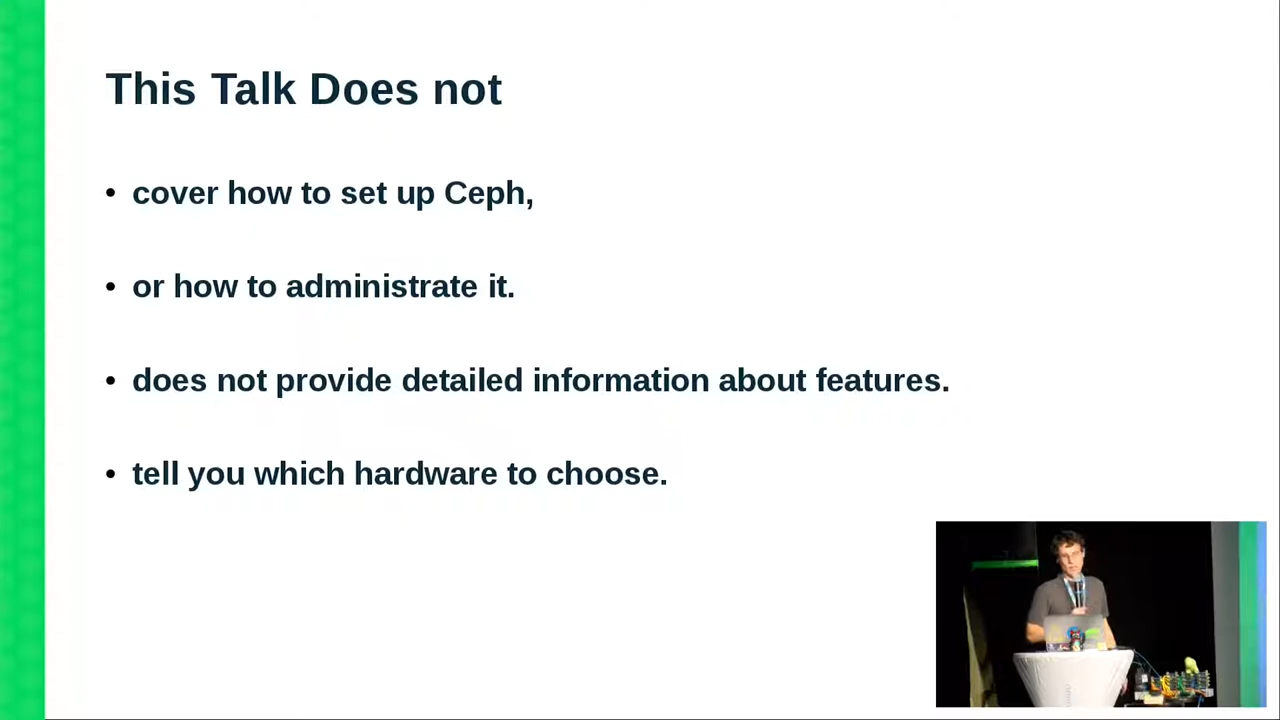 This Talk Does not
• cover how to set up Ceph,
• or how to administrate it.
• does not provide detailed information about features.
• tell you which hardware to choose.